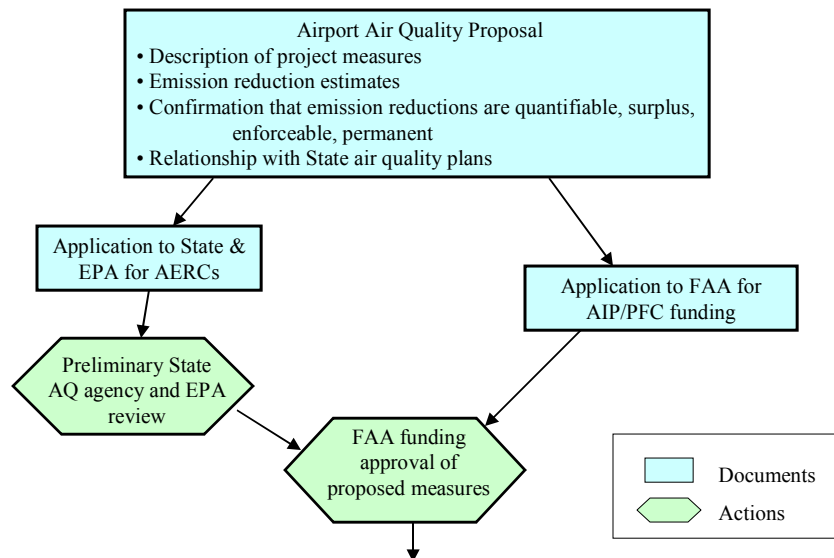 Airport Air Quality Proposal
• Description of project measures
• Emission reduction estimates
• Confirmation that emission reductions are quantifiable, surplus,
enforceable, permanent
• Relationship with State air quality plans
Application to State &
EPA for AERCs
Application to FAA for
AIP/PFC funding
Preliminary State
AQ agency and EPA
review
FAA funding
approval of
proposed measures
Documents
Actions